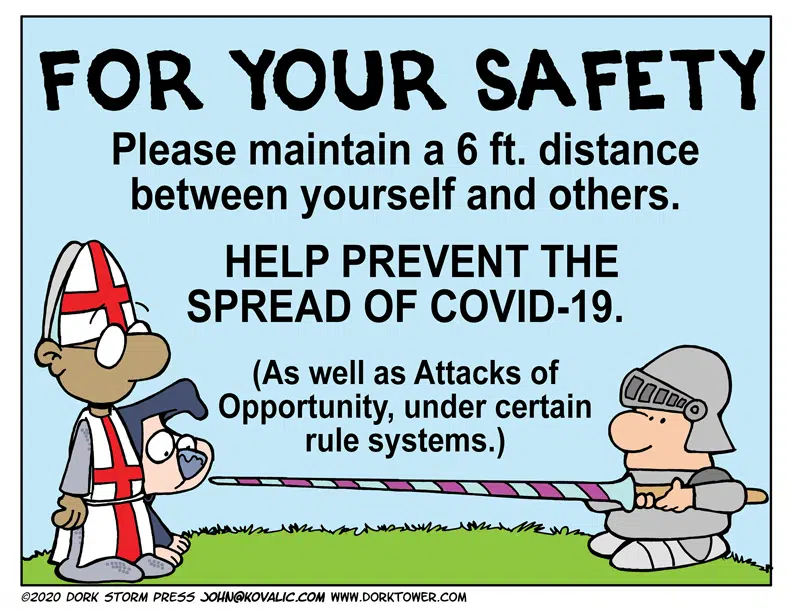 FOR YOUR SAFETY
Please maintain a 6 ft. distance
between yourself and others.
HELP PREVENT THE
SPREAD OF COVID-19.
(As well as Attacks of
Opportunity, under certain
rule systems.)
©2020 DORK STORM PRESS JOHN@KOVALIC.COM WWW.DORKTOWER.COM